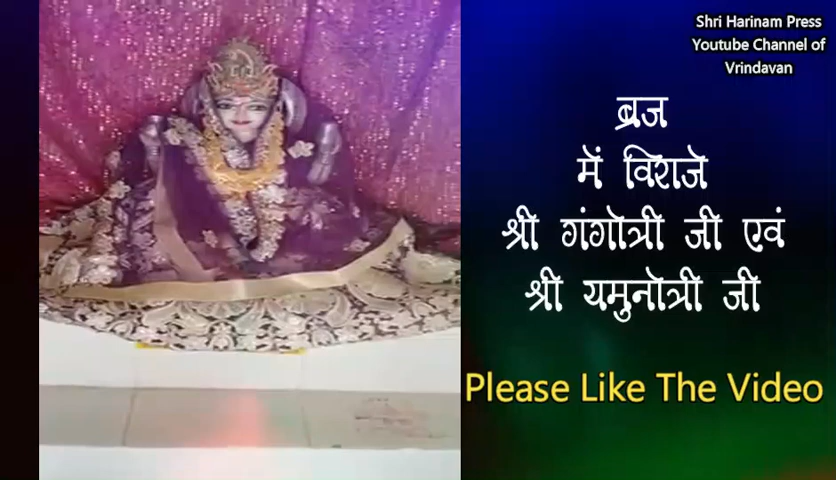 Shri Harinam Press
Youtube Channel of
Vrindavan
ब्रज
में विराजे
श्री गंगोत्री जी एवं
श्री यमुनोत्री जी
Please Like The Video